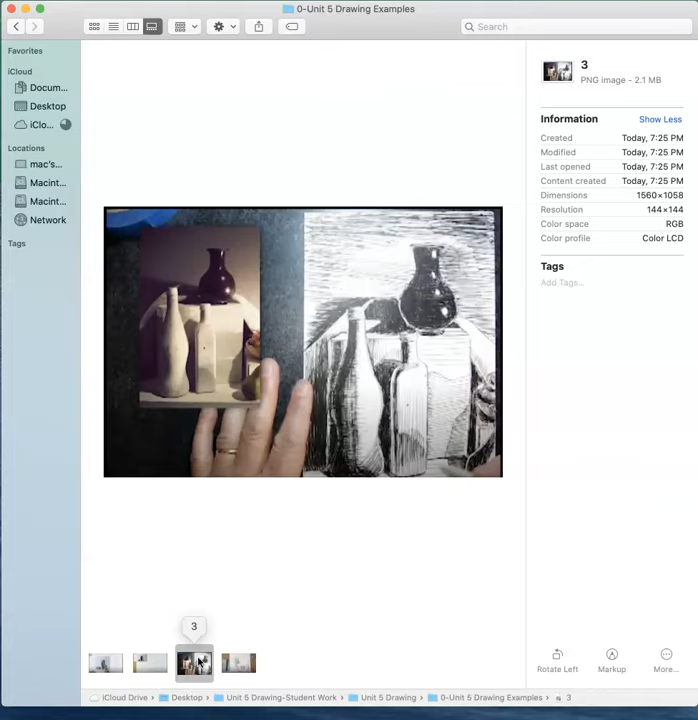 0-Unit 5 Drawing Examples
Search
Favorites
iCloud
Docum...
Desktop
iClo...
Locations
mac's...
Macint...
Macint...
Network
Tags
3
PNG image - 2.1 MB
Information
Show Less
Created
Today, 7:25 PM
Modified
Today, 7:25 PM
Last opened
Today, 7:25 PM
Content created
Today, 7:25 PM
Dimensions
1560×1058
Resolution
144×144
Color space
RGB
Color profile
Color LCD
Tags
Add Tags...
3
Rotate Left
Markup
More...
iCloud Drive › Desktop › Unit 5 Drawing-Student Work › Unit 5 Drawing › 0-Unit 5 Drawing Examples › 3